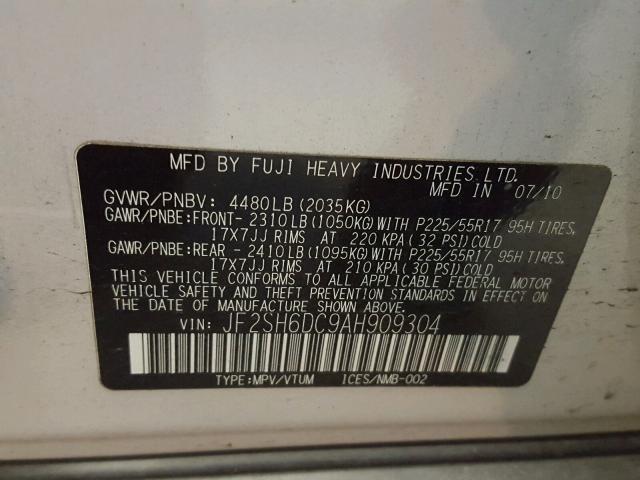 MFD BY FUJI HEAVY INDUSTRIES LTD.
MFD IN 07/10
GVWR/PNBV: 4480LB (2035KG)
GAWR/PNBE:FRONT- 2310LB (1050KG) WITH P225/55R17 95H TIRES,
17X7JJ RIMS AT 220 KPA ( 32 PSI) COLD
GAWR/PNBE:REAR - 2410LB (1095KG) WITH P225/55R17 95H TIRES,
17X7JJ RIMS AT 210 KPA ( 30 PSI) COLD
THIS VEHICLE CONFORMS TO ALL APPLICABLE FEDERAL MOTOR
VEHICLE SAFETY AND THEFT PREVENTION STANDARDS IN EFFECT ON
THE DATE OF MANUFACTURE SHOWN ABOVE.
VIN: JF2SH6DC9AH909304
TYPE:MPV/VTUM ICES/NMB-002